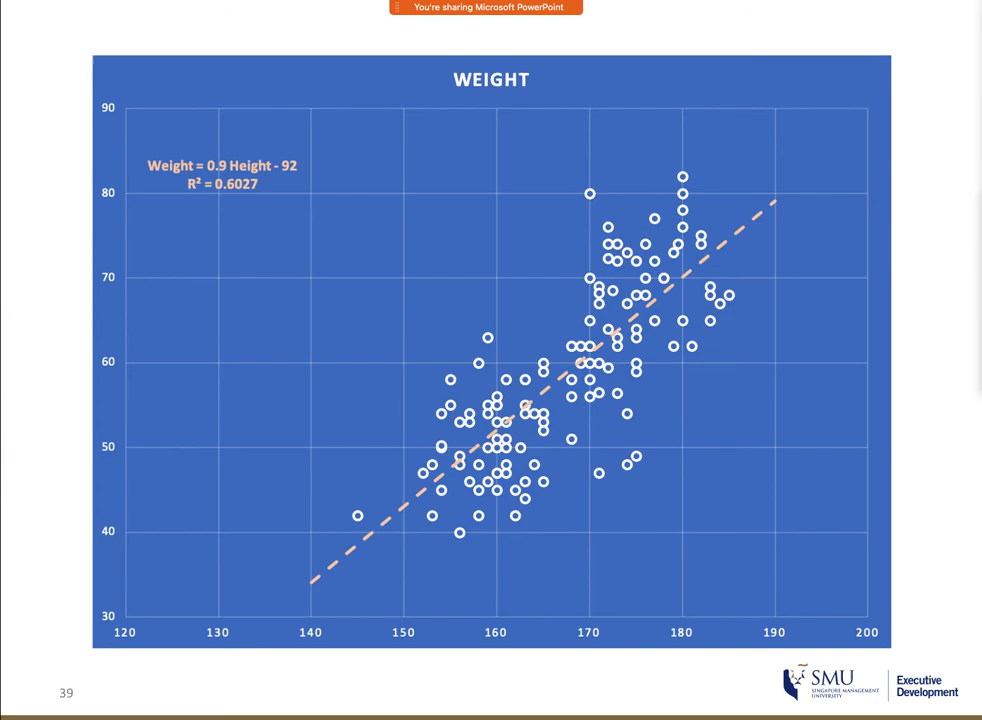 You're sharing Microsoft PowerPoint
WEIGHT
90
Weight = 0.9 Height - 92
R² = 0.6027
80
70
60
50
40
30
120 130 140 150 160 170 180 190 200
39
SMU
SINGAPORE MANAGEMENT
UNIVERSITY
Executive
Development